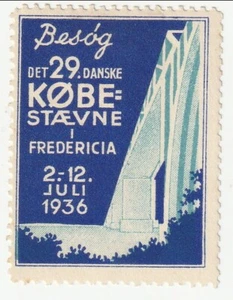 Besøg
DET 29. DANSKE
KØBE=
STÆVNE
I
FREDERICIA
2.-12.
JULI
1936